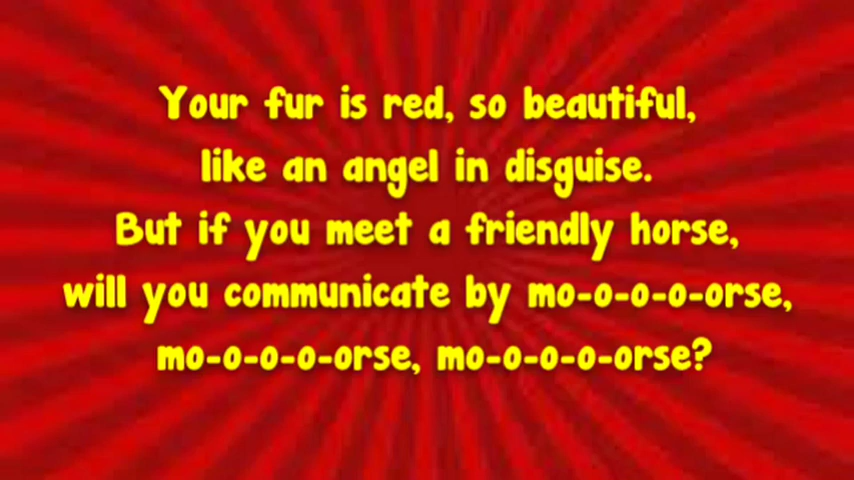 Your fur is red, so beautiful,
like an angel in disguise.
But if you meet a friendly horse,
will you communicate by mo-o-o-o-orse,
mo-o-o-o-orse, mo-o-o-o-orse?